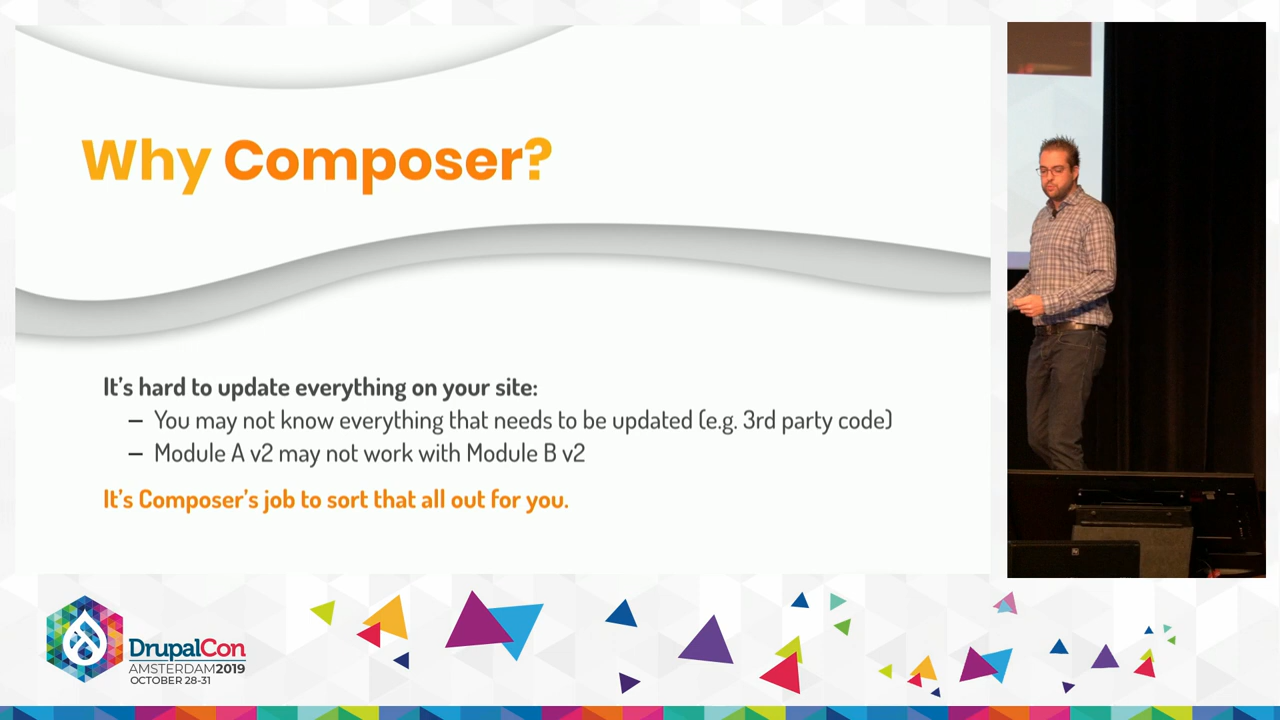 Why Composer?
It's hard to update everything on your site:
– You may not know everything that needs to be updated (e.g. 3rd party code)
– Module A v2 may not work with Module B v2
It's Composer's job to sort that all out for you.
DrupalCon
AMSTERDAM2019
OCTOBER 28-31